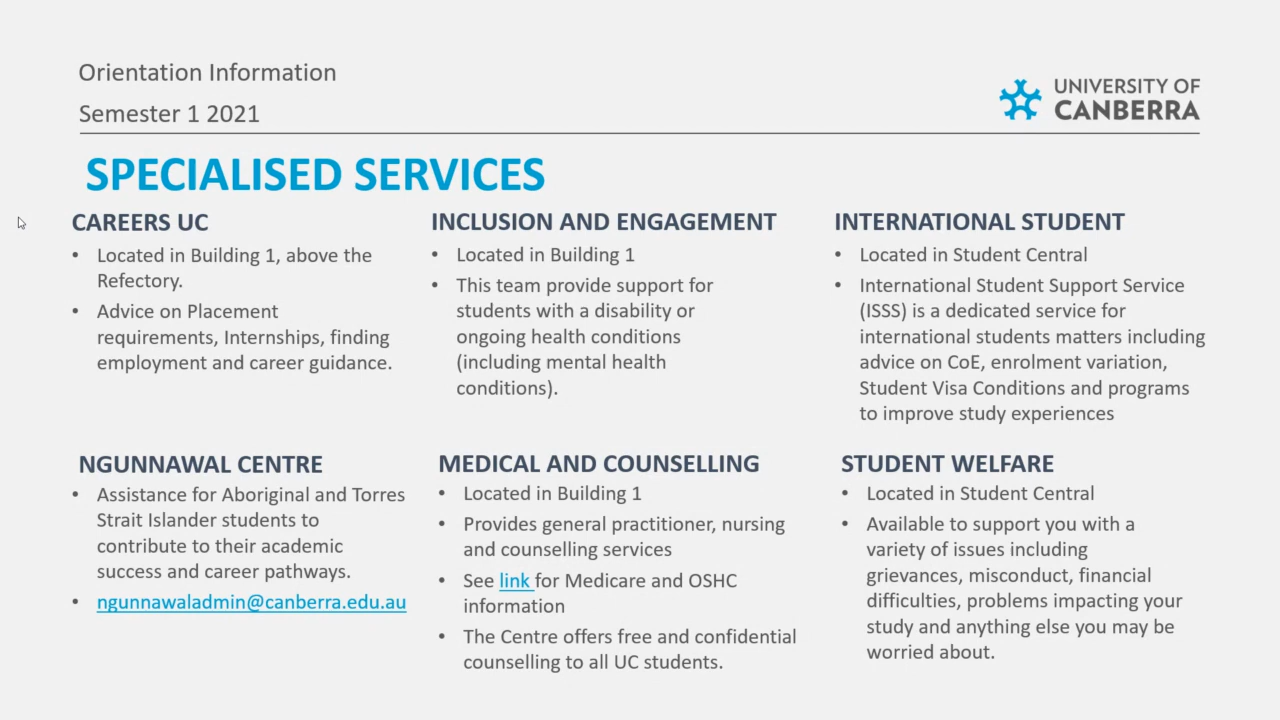 Orientation Information
Semester 1 2021
UNIVERSITY OF
CANBERRA
SPECIALISED SERVICES
CAREERS UC
• Located in Building 1, above the
Refectory.
• Advice on Placement
requirements, Internships, finding
employment and career guidance.
INCLUSION AND ENGAGEMENT
• Located in Building 1
• This team provide support for
students with a disability or
ongoing health conditions
(including mental health
conditions).
INTERNATIONAL STUDENT
• Located in Student Central
• International Student Support Service
(ISSS) is a dedicated service for
international students matters including
advice on CoE, enrolment variation,
Student Visa Conditions and programs
to improve study experiences
NGUNNAWAL CENTRE
• Assistance for Aboriginal and Torres
Strait Islander students to
contribute to their academic
success and career pathways.
• ngunnawaladmin@canberra.edu.au
MEDICAL AND COUNSELLING
• Located in Building 1
• Provides general practitioner, nursing
and counselling services
• See link for Medicare and OSHC
information
• The Centre offers free and confidential
counselling to all UC students.
STUDENT WELFARE
• Located in Student Central
• Available to support you with a
variety of issues including
grievances, misconduct, financial
difficulties, problems impacting your
study and anything else you may be
worried about.